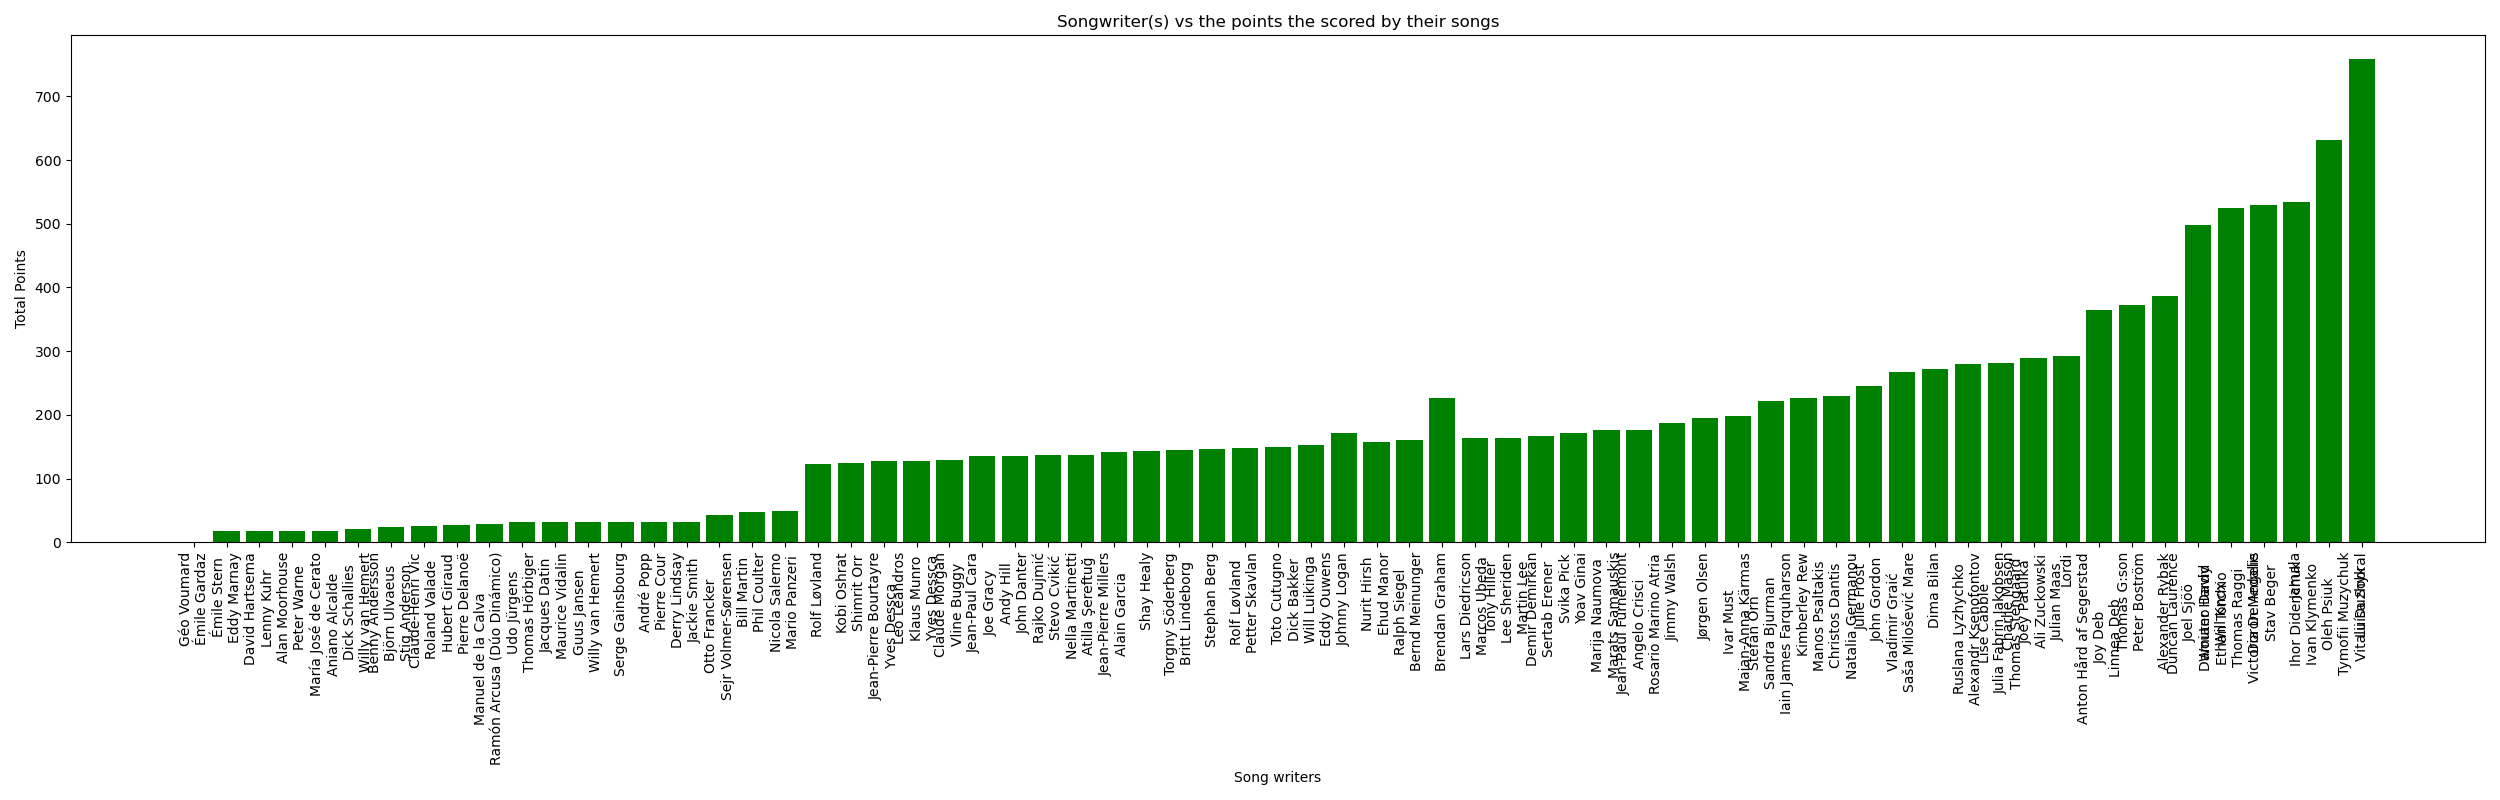 Songwriter(s) vs the points the scored by their songs
Total Points
700
600
500
400
300
200
100
0
Géo Voumard
Émile Gardaz
Émile Stern
Eddy Marnay
David Hartsema
Lenny Kuhr
Alan Moorhouse
Peter Warne
María José de Cerato
Aniano Alcalde
Dick Schallies
Willy van Hemert
Benny Andersson
Björn Ulvaeus
Stig Anderson
Claude-Henri Vic
Roland Valade
Hubert Giraud
Pierre Delanoë
Manuel de la Calva
Ramón Arcusa (Dúo Dinámico)
Udo Jürgens
Thomas Hörbiger
Jacques Datin
Maurice Vidalin
Guus Jansen
Willy van Hemert
Serge Gainsbourg
André Popp
Pierre Cour
Derry Lindsay
Jackie Smith
Otto Francker
Sejr Volmer-Sørensen
Bill Martin
Phil Coulter
Nicola Salerno
Mario Panzeri
Rolf Løvland
Kobi Oshrat
Shimrit Orr
Jean-Pierre Bourtayre
Yves Dessca
Leo Leandros
Klaus Munro
Yves Dessca
Claude Morgan
Vline Buggy
Jean-Paul Cara
Joe Gracy
Andy Hill
John Danter
Rajko Dujmić
Stevo Cvikić
Nella Martinetti
Atilla Şereftuğ
Jean-Pierre Millers
Alain Garcia
Shay Healy
Torgny Söderberg
Britt Lindeborg
Stephan Berg
Rolf Løvland
Petter Skavlan
Toto Cutugno
Dick Bakker
Will Luikinga
Eddy Ouwens
Johnny Logan
Nurit Hirsh
Ehud Manor
Ralph Siegel
Bernd Meinunger
Brendan Graham
Lars Diedricson
Marcos Ubeda
Tony Hiller
Lee Sheriden
Martin Lee
Demir Demirkan
Sertab Erener
Svika Pick
Yoav Ginai
Marija Naumova
Marats Samauskis
Jean-Paul Furnémont
Angelo Crisci
Rosario Marino Atria
Jimmy Walsh
Jørgen Olsen
Ivar Must
Maian-Anna Kärmas
Stefan Örn
Sandra Bjurman
Iain James Farquharson
Kimberley Rew
Manos Psaltakis
Christos Dantis
Natalia Germanou
Julie Frost
John Gordon
Vladimir Graić
Saša Milošević Mare
Dima Bilan
Ruslana Lyzhychko
Alexandr Ksenofontov
Lise Cabble
Julia Fabrin Jakobsen
Charlie Mason
Thomas Stengaard
Joey Patulka
Ali Zuckowski
Julian Maas
Lordi
Anton Hård af Segerstad
Joy Deb
Linnea Deb
Thomas G:son
Peter Boström
Alexander Rybak
Duncan Laurence
Joel Sjöö
Wouter Hardy
Thomas Raggi
Stav Beger
Jamala
Ihor Didenchuk
Ivan Klymenko
Oleh Psiuk
Tymofii Muzychuk
Song writers